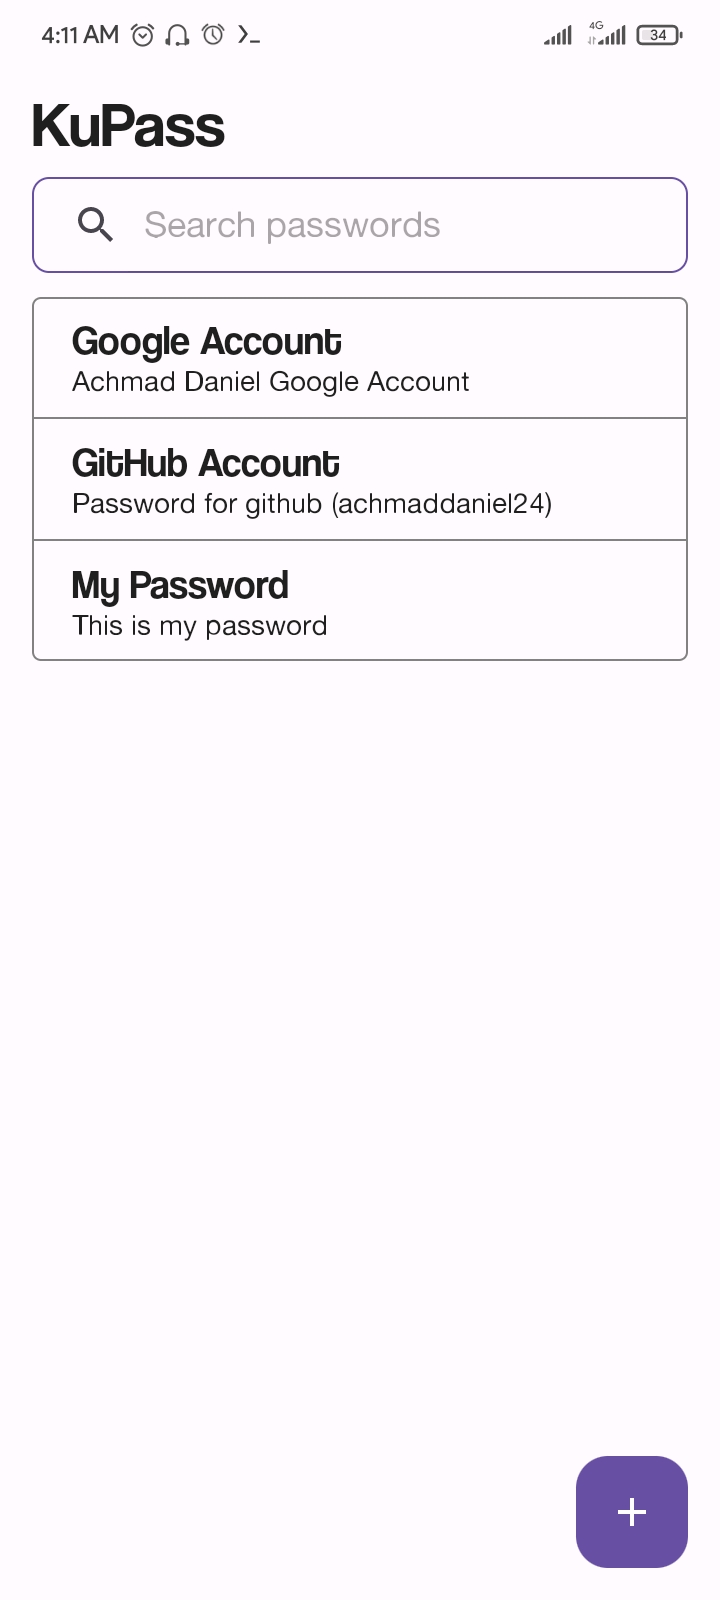 4:11 AM
4G
34
KuPass
Search passwords
Google Account
Achmad Daniel Google Account
GitHub Account
Password for github (achmaddaniel24)
My Password
This is my password